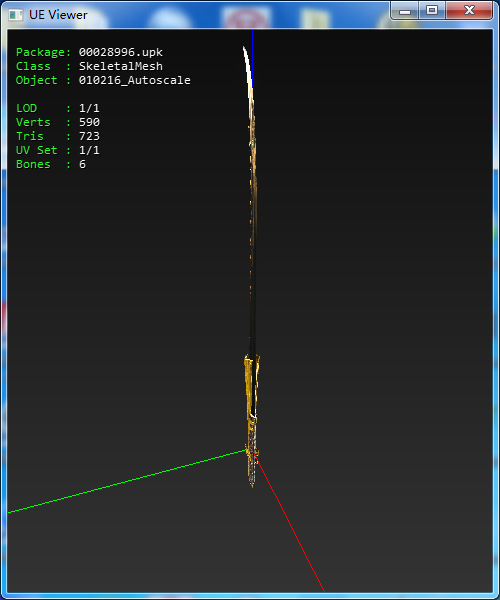 UE Viewer
Package: 00028996.upk
Class  : SkeletalMesh
Object : 010216_Autoscale
LOD    : 1/1
Verts  : 590
Tris   : 723
UV Set : 1/1
Bones  : 6